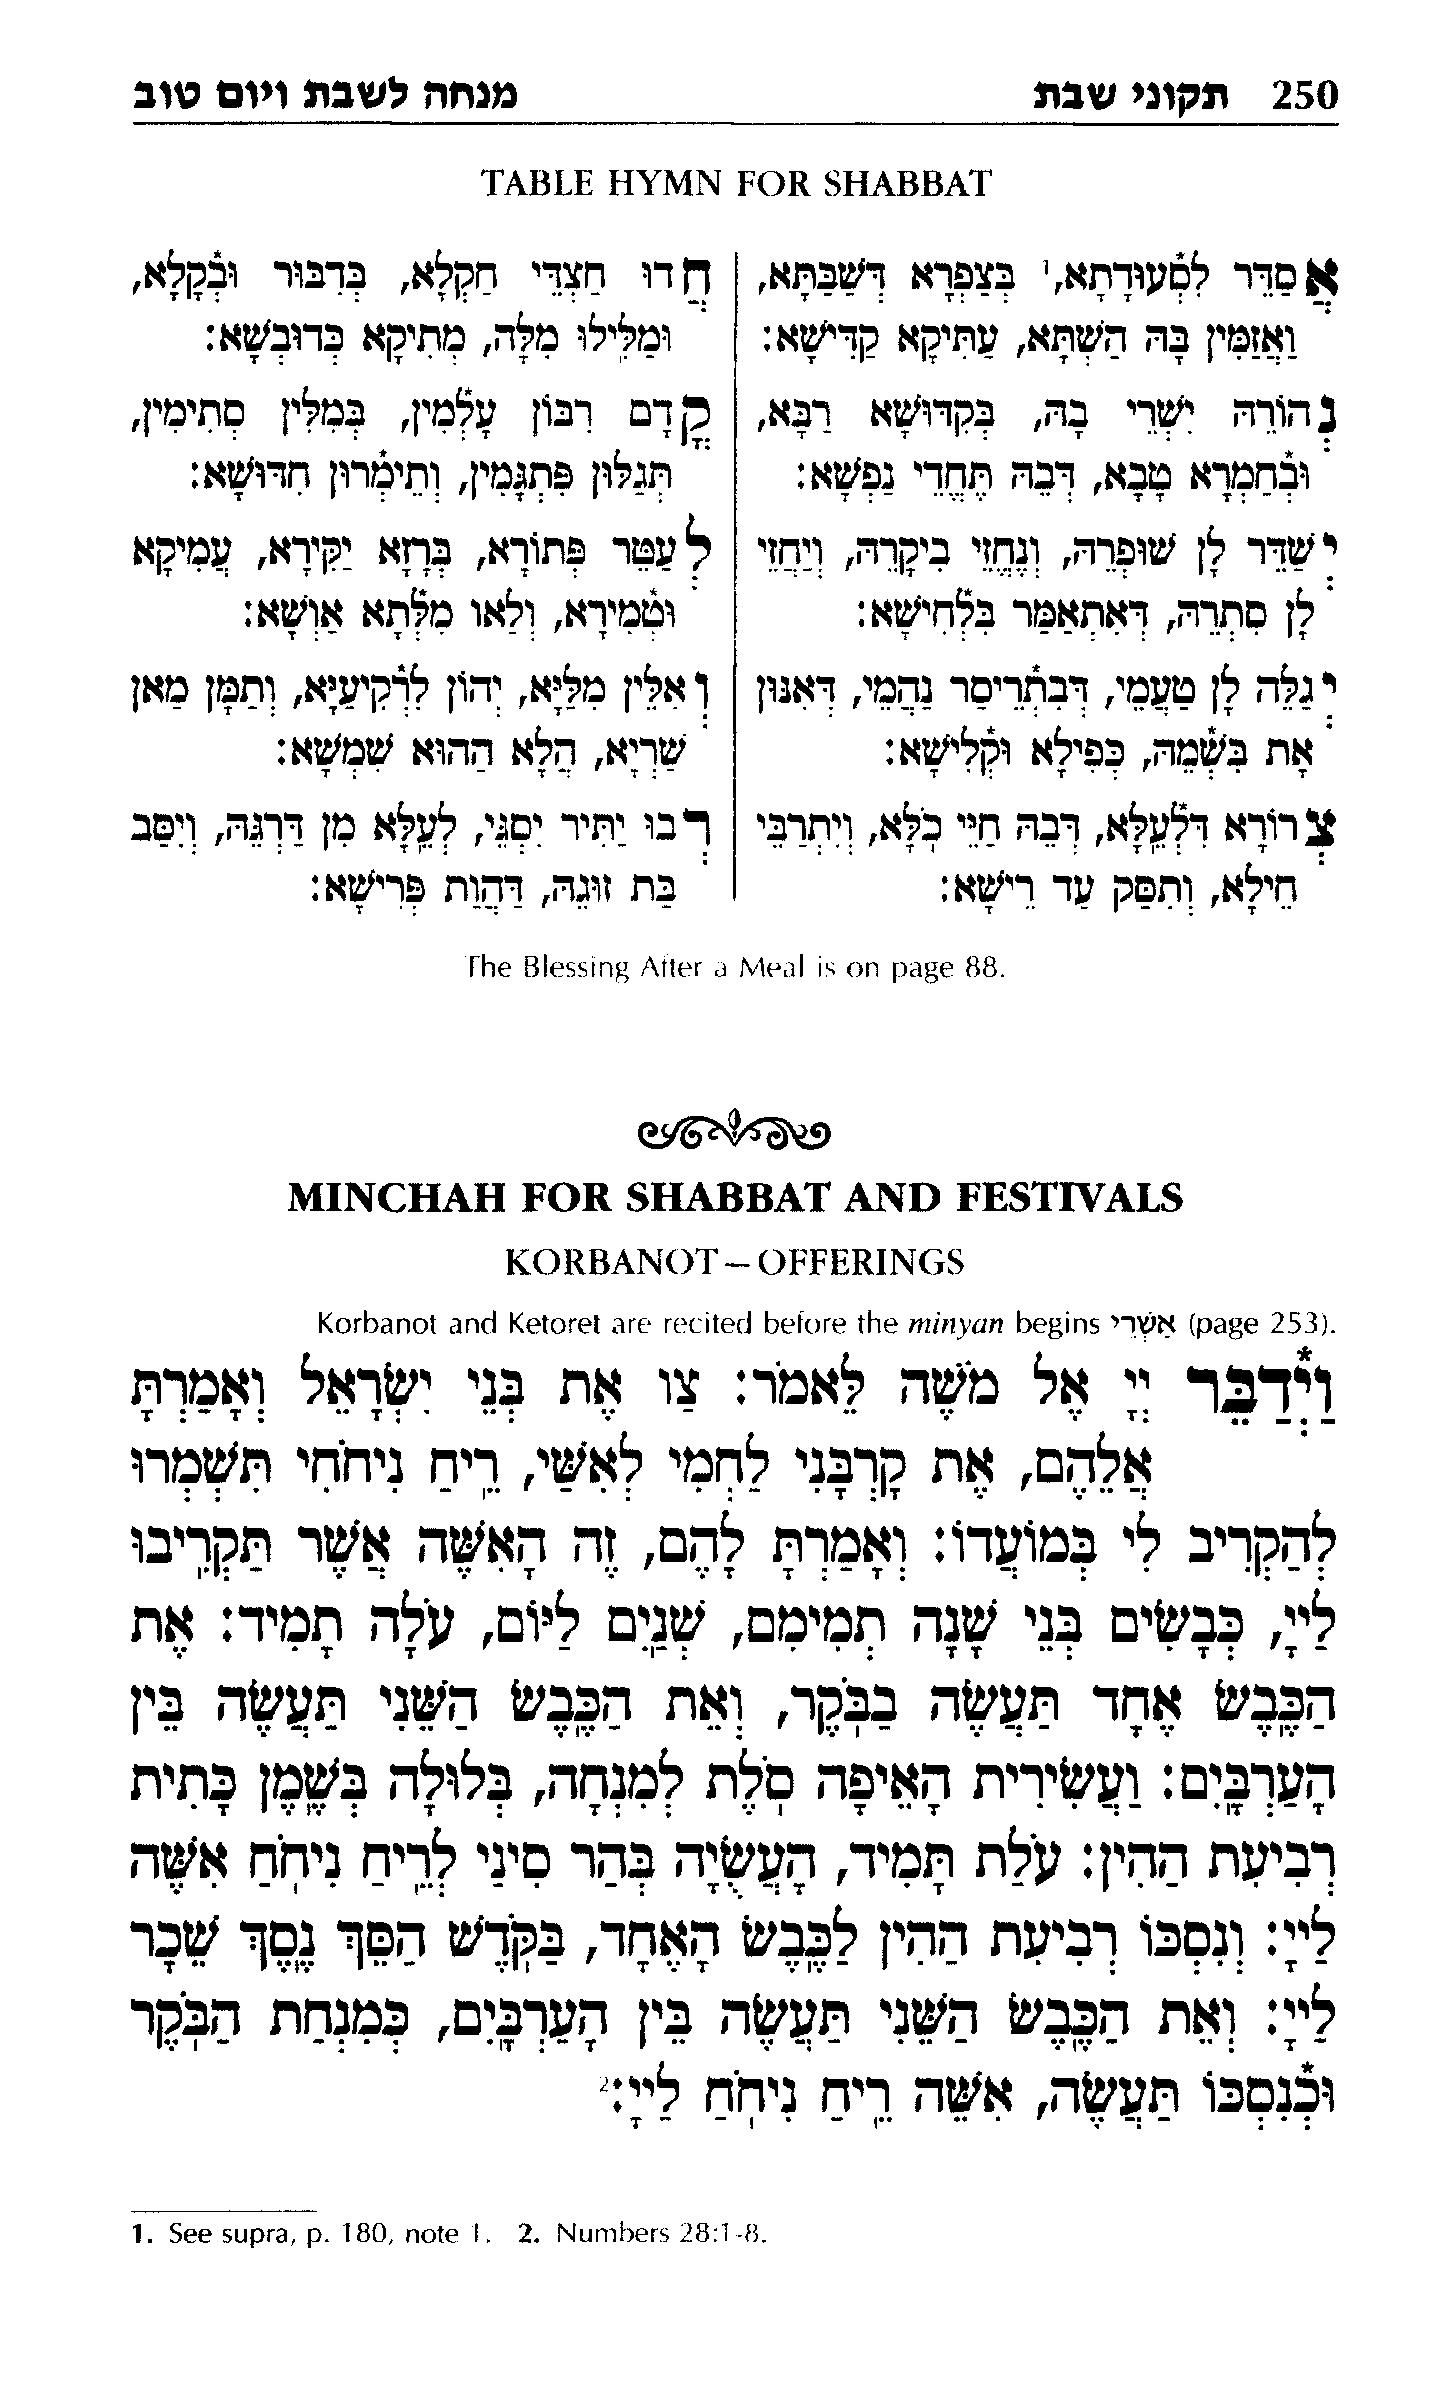 250 תקוני שבת
מנחה לשבת ויום טוב
TABLE HYMN FOR SHABBAT
אֲסַדֵּר לִסְעוּדָתָא,¹ בְּצַפְרָא דְּשַׁבַּתָּא,
וַאֲזַמִּין בָּהּ הַשְׁתָּא, עַתִּיקָא קַדִּישָׁא:
נְהוֹרֵהּ יִשְׁרֵי בָהּ, בְּקִדּוּשָׁא רַבָּא,
וּבְחַמְרָא טָבָא, דְּבֵהּ תֶּחֱדֵי נַפְשָׁא:
יְשַׁדֵּר לָן שׁוּפְרֵהּ, וְנֶחֱזֵי בִיקָרֵהּ, וְיַחֲזֵי
לָן סִתְרֵהּ, דְּאִתְאַמַּר בִּלְחִישָׁא:
יְגַלֵּה לָן טַעֲמֵי, דְּבִתְרֵיסַר נַהֲמֵי, דְּאִנּוּן
אָת בִּשְׁמֵהּ, כְּפִילָא וּקְלִישָׁא:
צְרוֹרָא דִּלְעֵלָּא, דְּבֵהּ חַיֵּי כֹלָּא, וְיִתְרַבֵּי
חֵילָא, וְתִסַּק עַד רֵישָׁא:
חֲדוּ חַצְדֵי חַקְלָא, בְּדִבּוּר וּבְקָלָא,
וּמַלִּילוּ מִלָּה, מְתִיקָא כְּדוּבְשָׁא:
קֳדָם רִבּוֹן עָלְמִין, בְּמִלִּין סְתִימִין,
תְּגַלּוּן פִּתְגָּמִין, וְתֵימְרוּן חִדּוּשָׁא:
לְעַטֵּר פְּתוֹרָא, בְּרָזָא יַקִּירָא, עֲמִיקָא
וּטְמִירָא, וְלַאו מִלְּתָא אַוְשָׁא:
וְאִלֵּין מִלַּיָּא, יְהוֹן לִרְקִיעַיָּא, וְתַמָּן מַאן
שַׁרְיָא, הֲלָא הַהוּא שִׁמְשָׁא:
רְבוּ יַתִּיר יִסְגֵּי, לְעֵלָּא מִן דַּרְגֵּהּ, וְיִסַּב
בַּת זוּגֵהּ, דַּהֲוַת פְּרִישָׁא:
The Blessing After a Meal is on page 88.
MINCHAH FOR SHABBAT AND FESTIVALS
KORBANOT – OFFERINGS
Korbanot and Ketoret are recited before the minyan begins אַשְׁרֵי (page 253).
וַיְדַבֵּר יְיָ אֶל מֹשֶׁה לֵּאמֹר: צַו אֶת בְּנֵי יִשְׂרָאֵל וְאָמַרְתָּ
אֲלֵהֶם, אֶת קָרְבָּנִי לַחְמִי לְאִשַּׁי, רֵיחַ נִיחֹחִי תִּשְׁמְרוּ
לְהַקְרִיב לִי בְּמוֹעֲדוֹ: וְאָמַרְתָּ לָהֶם, זֶה הָאִשֶּׁה אֲשֶׁר תַּקְרִיבוּ
לַייָ, כְּבָשִׂים בְּנֵי שָׁנָה תְמִימִם, שְׁנַיִם לַיּוֹם, עֹלָה תָמִיד: אֶת
הַכֶּבֶשׂ אֶחָד תַּעֲשֶׂה בַבֹּקֶר, וְאֵת הַכֶּבֶשׂ הַשֵּׁנִי תַּעֲשֶׂה בֵּין
הָעַרְבָּיִם: וַעֲשִׂירִית הָאֵיפָה סֹלֶת לְמִנְחָה, בְּלוּלָה בְּשֶׁמֶן כָּתִית
רְבִיעִת הַהִין: עֹלַת תָּמִיד, הָעֲשֻׂיָה בְּהַר סִינַי לְרֵיחַ נִיחֹחַ אִשֶּׁה
לַייָ: וְנִסְכּוֹ רְבִיעִת הַהִין לַכֶּבֶשׂ הָאֶחָד, בַּקֹּדֶשׁ הַסֵּךְ נֶסֶךְ שֵׁכָר
לַייָ: וְאֵת הַכֶּבֶשׂ הַשֵּׁנִי תַּעֲשֶׂה בֵּין הָעַרְבָּיִם, כְּמִנְחַת הַבֹּקֶר
וּכְנִסְכּוֹ תַּעֲשֶׂה, אִשֵּׁה רֵיחַ נִיחֹחַ לַייָ:²
1. See supra, p. 180, note 1. 2. Numbers 28:1-8.